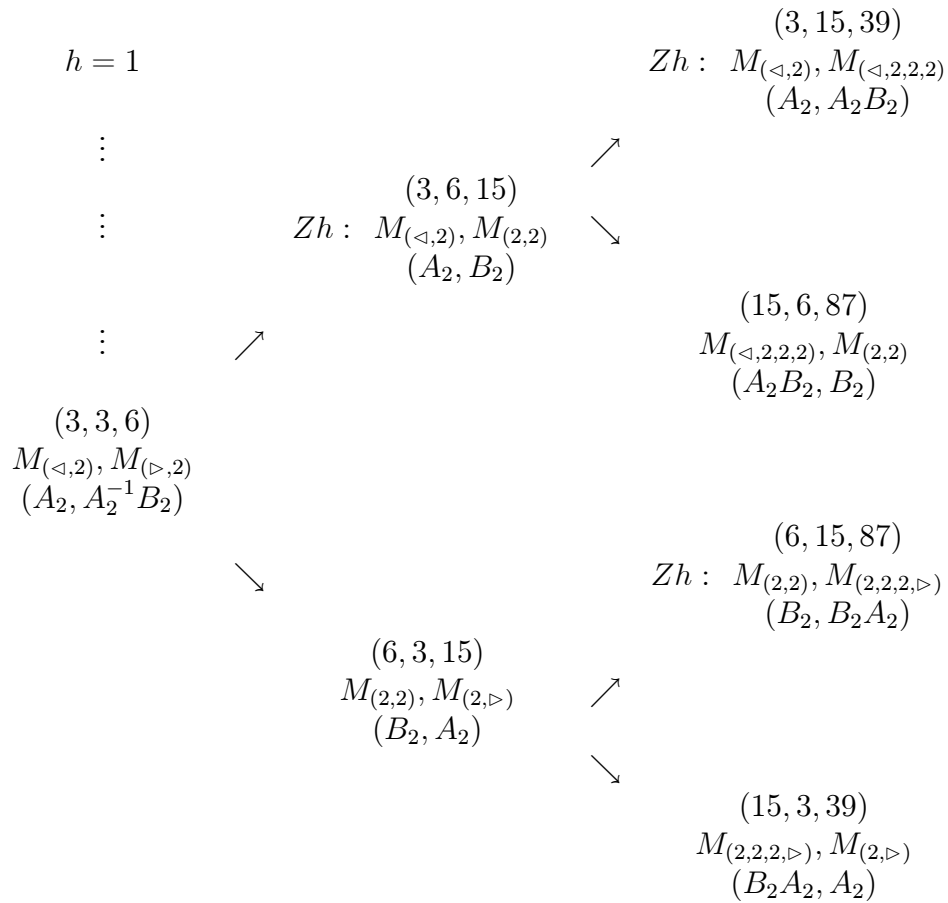 h = 1
⋮
⋮
⋮
(3, 3, 6)
M_{(◁,2)}, M_{(▷,2)}
(A_2, A_2^{-1}B_2)
↗
↘
(3, 6, 15)
Zh : M_{(◁,2)}, M_{(2,2)}
(A_2, B_2)
↗
↘
(6, 3, 15)
M_{(2,2)}, M_{(2,▷)}
(B_2, A_2)
↗
↘
(3, 15, 39)
Zh : M_{(◁,2)}, M_{(◁,2,2,2)}
(A_2, A_2B_2)
(15, 6, 87)
M_{(◁,2,2,2)}, M_{(2,2)}
(A_2B_2, B_2)
(6, 15, 87)
Zh : M_{(2,2)}, M_{(2,2,2,▷)}
(B_2, B_2A_2)
(15, 3, 39)
M_{(2,2,2,▷)}, M_{(2,▷)}
(B_2A_2, A_2)